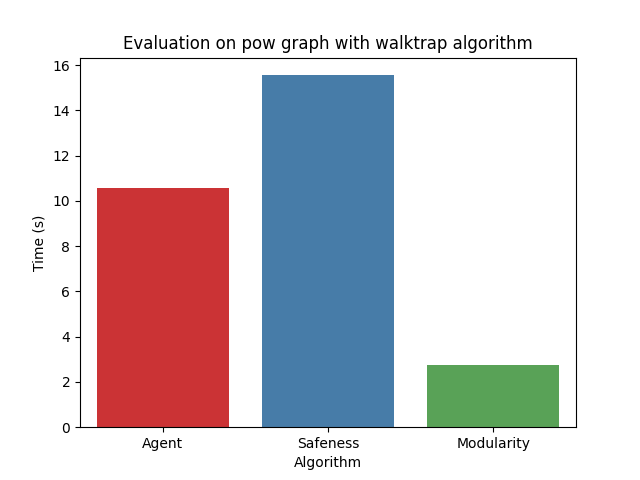 Evaluation on pow graph with walktrap algorithm
16
14
12
10
8
6
4
2
0
Time (s)
Agent
Safeness
Modularity
Algorithm